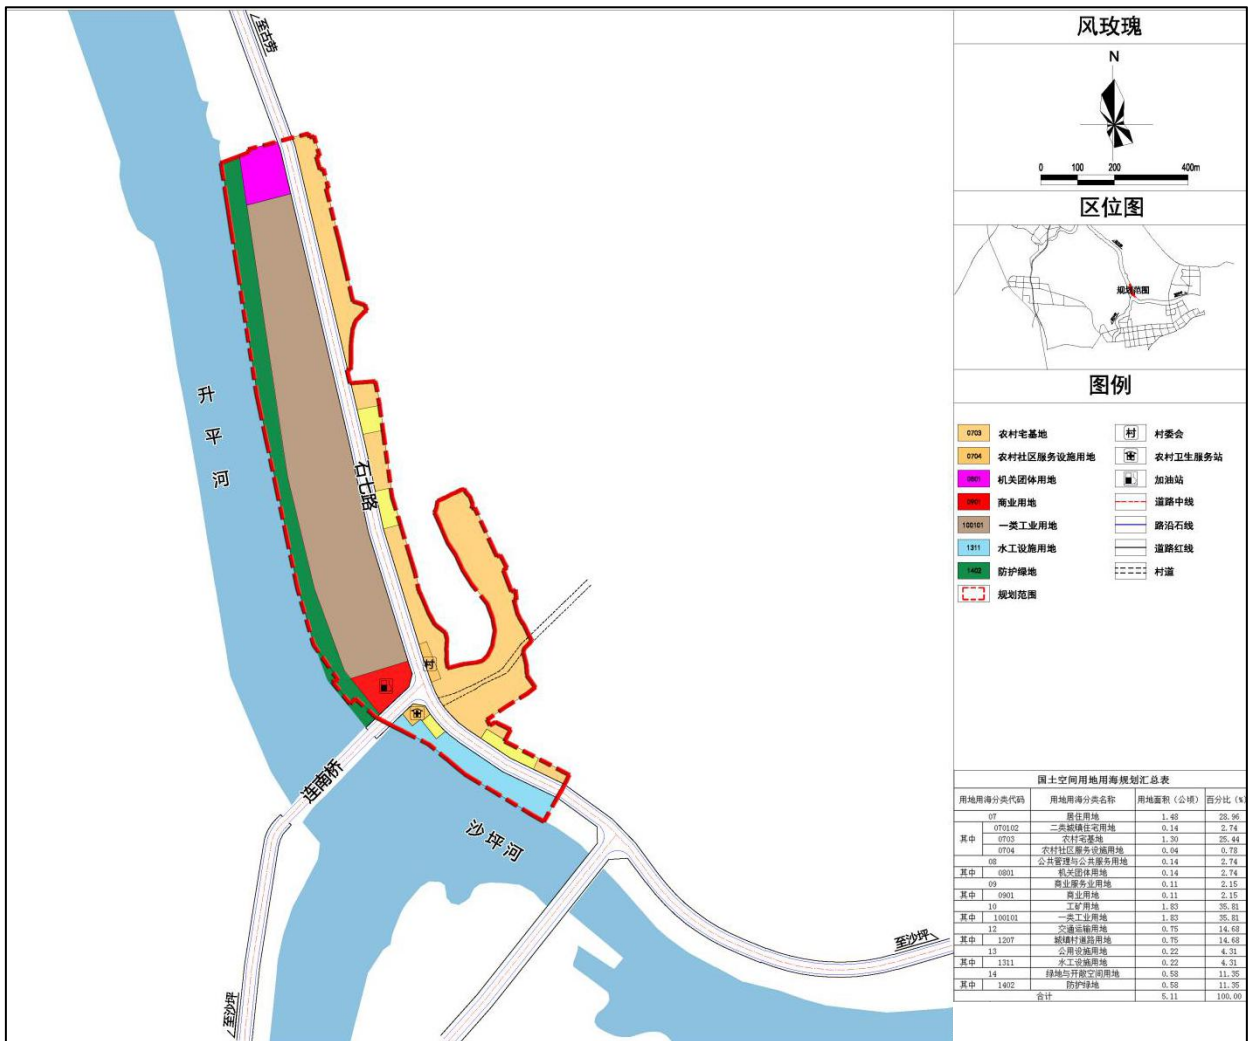 至古劳
升平河
石七路
村
连南桥
沙坪河
至沙坪
至沙坪
风玫瑰
N
0 100 200 400m
区位图
规划范围
图例
0703 农村宅基地
村 村委会
0704 农村社区服务设施用地
农村卫生服务站
0801 机关团体用地
加油站
0901 商业用地
道路中线
100101 一类工业用地
路沿石线
1311 水工设施用地
道路红线
1402 防护绿地
村道
规划范围
国土空间用地用海规划汇总表
用地用海分类代码 用地用海分类名称 用地面积（公顷） 百分比（%）
07 居住用地 1.48 28.96
其中 070102 二类城镇住宅用地 0.14 2.74
0703 农村宅基地 1.30 25.44
0704 农村社区服务设施用地 0.04 0.78
08 公共管理与公共服务用地 0.14 2.74
其中 0801 机关团体用地 0.14 2.74
09 商业服务业用地 0.11 2.15
其中 0901 商业用地 0.11 2.15
10 工矿用地 1.83 35.81
其中 100101 一类工业用地 1.83 35.81
12 交通运输用地 0.75 14.68
其中 1207 城镇村道路用地 0.75 14.68
13 公用设施用地 0.22 4.31
其中 1311 水工设施用地 0.22 4.31
14 绿地与开敞空间用地 0.58 11.35
其中 1402 防护绿地 0.58 11.35
合计 5.11 100.00